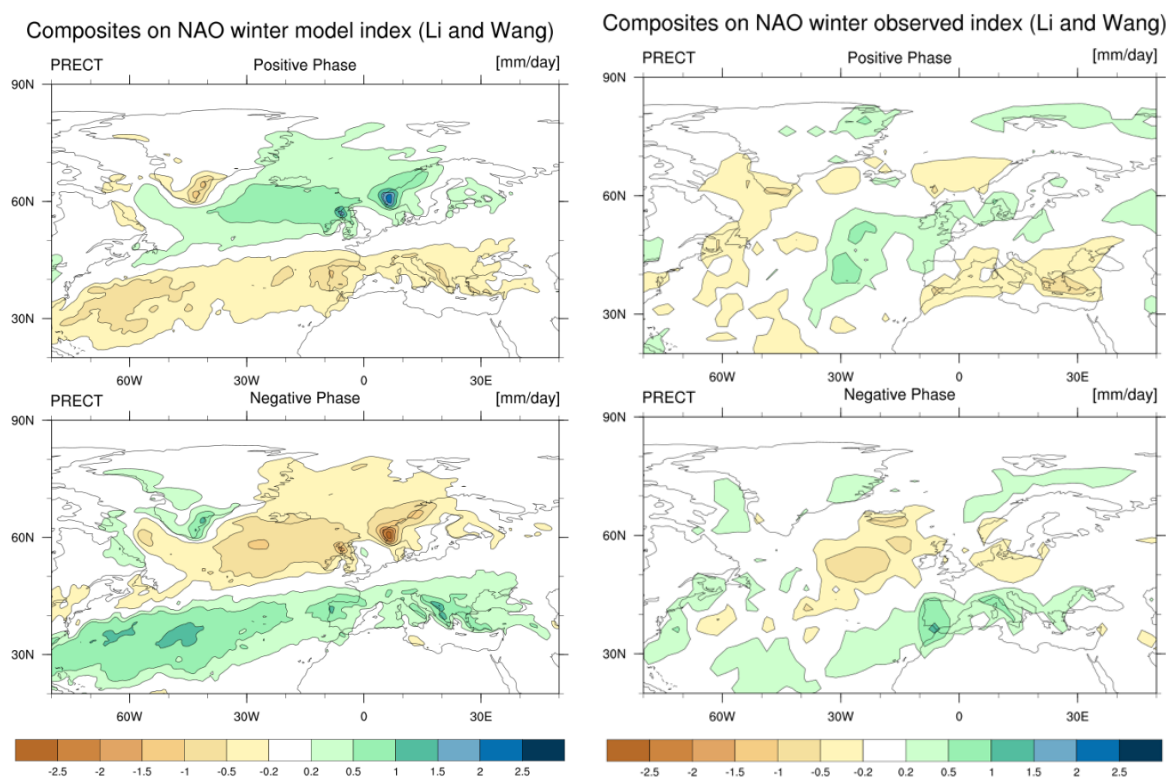 Composites on NAO winter model index (Li and Wang)
PRECT Positive Phase [mm/day]
90N
60N
30N
60W 30W 0 30E
PRECT Negative Phase [mm/day]
90N
60N
30N
60W 30W 0 30E
-2.5 -2 -1.5 -1 -0.5 -0.2 0.2 0.5 1 1.5 2 2.5
Composites on NAO winter observed index (Li and Wang)
PRECT Positive Phase [mm/day]
90N
60N
30N
60W 30W 0 30E
PRECT Negative Phase [mm/day]
90N
60N
30N
60W 30W 0 30E
-2.5 -2 -1.5 -1 -0.5 -0.2 0.2 0.5 1 1.5 2 2.5